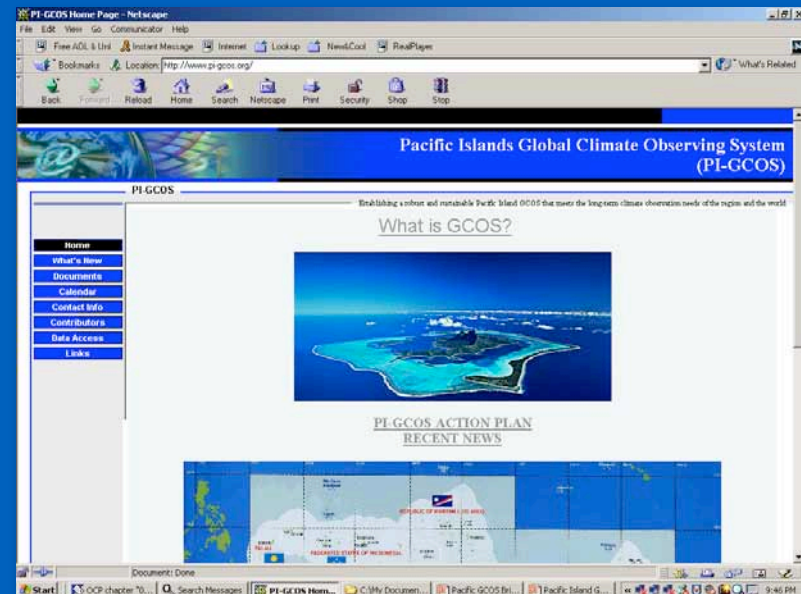 PI-GCOS Home Page - Netscape
File Edit View Go Communicator Help
Free AOL & Unl Instant Message Internet Lookup New&Cool RealPlayer
Bookmarks Location: http://www.pi-gcos.org/ What's Related
Back Forward Reload Home Search Netscape Print Security Shop Stop
Pacific Islands Global Climate Observing System
(PI-GCOS)
PI-GCOS
Establishing a robust and sustainable Pacific Island GCOS that meets the long-term climate observation needs of the region and the world
What is GCOS?
Home
What's New
Documents
Calendar
Contact Info
Contributors
Data Access
Links
PI-GCOS ACTION PLAN
RECENT NEWS
REPUBLIC OF MARSHALL ISLANDS
PALAU
FEDERATED STATES OF MICRONESIA
Document: Done
Start OCP chapter "0... Search Messages PI-GCOS Hom... C:\My Documen... Pacific GCOS Bri... Pacific Island G... 9:46 PM